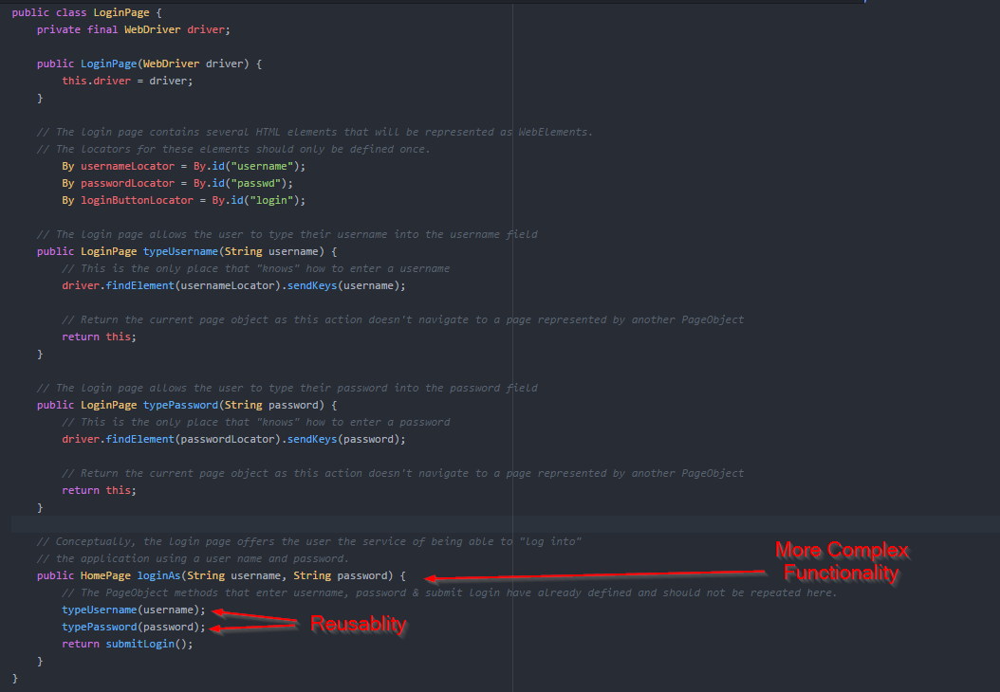 public class LoginPage {
private final WebDriver driver;
public LoginPage(WebDriver driver) {
this.driver = driver;
}
// The login page contains several HTML elements that will be represented as WebElements.
// The locators for these elements should only be defined once.
By usernameLocator = By.id("username");
By passwordLocator = By.id("passwd");
By loginButtonLocator = By.id("login");
// The login page allows the user to type their username into the username field
public LoginPage typeUsername(String username) {
// This is the only place that "knows" how to enter a username
driver.findElement(usernameLocator).sendKeys(username);
// Return the current page object as this action doesn't navigate to a page represented by another PageObject
return this;
}
// The login page allows the user to type their password into the password field
public LoginPage typePassword(String password) {
// This is the only place that "knows" how to enter a password
driver.findElement(passwordLocator).sendKeys(password);
// Return the current page object as this action doesn't navigate to a page represented by another PageObject
return this;
}
// Conceptually, the login page offers the user the service of being able to "log into"
// the application using a user name and password.
public HomePage loginAs(String username, String password) {
More Complex
Functionality
// The PageObject methods that enter username, password & submit login have already defined and should not be repeated here.
typeUsername(username);
typePassword(password);
Reusablity
return submitLogin();
}
}